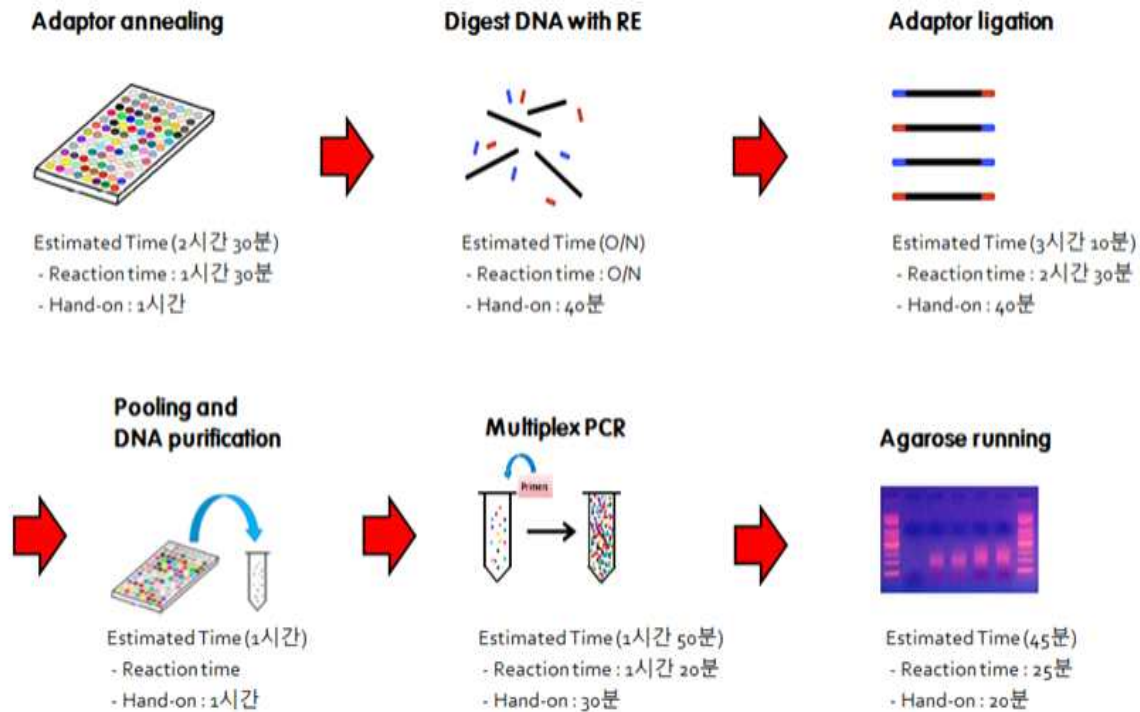 Adaptor annealing
Estimated Time (2시간 30분)
- Reaction time : 1시간 30분
- Hand-on : 1시간
Digest DNA with RE
Estimated Time (O/N)
- Reaction time : O/N
- Hand-on : 40분
Adaptor ligation
Estimated Time (3시간 10분)
- Reaction time : 2시간 30분
- Hand-on : 40분
Pooling and
DNA purification
Estimated Time (1시간)
- Reaction time
- Hand-on : 1시간
Multiplex PCR
Estimated Time (1시간 50분)
- Reaction time : 1시간 20분
- Hand-on : 30분
Agarose running
Estimated Time (45분)
- Reaction time : 25분
- Hand-on : 20분